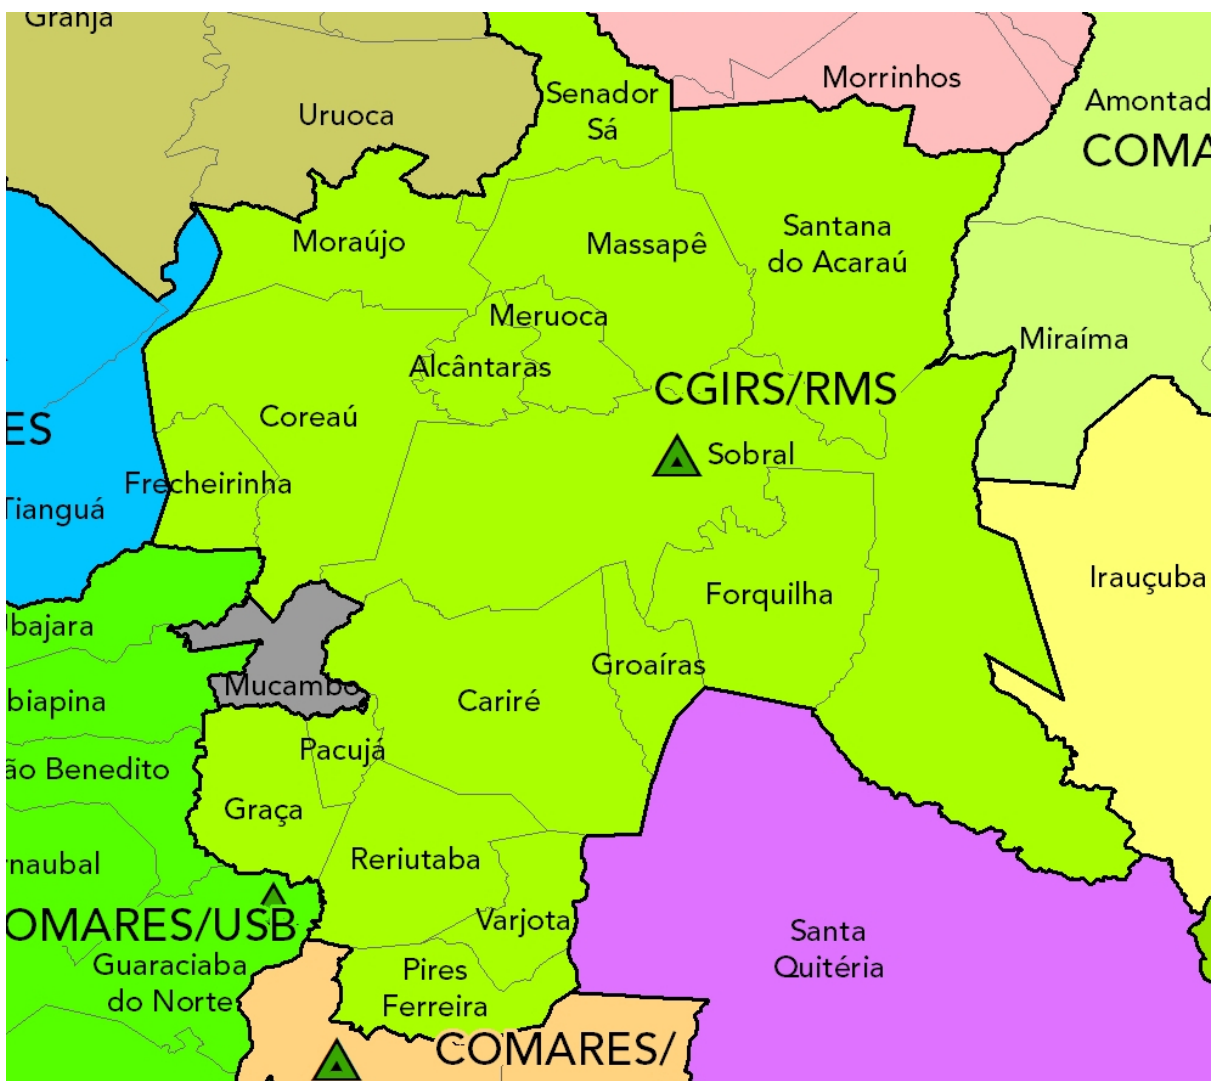 Granja
Uruoca
Senador
Sá
Morrinhos
Amontad
COMA
Moraújo
Massapê
Santana
do Acaraú
Meruoca
Miraíma
Alcântaras
CGIRS/RMS
Coreaú
ES
Sobral
Frecheirinha
Tianguá
Irauçuba
Forquilha
Ubajara
Groaíras
Mucambo
biapina
Cariré
Pacujá
ão Benedito
Graça
Reriutaba
rnaubal
Varjota
OMARES/USB
Santa
Quitéria
Guaraciaba
do Norte
Pires
Ferreira
COMARES/